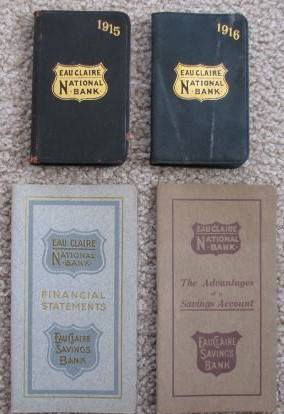 1915
EAU CLAIRE
NATIONAL
BANK
1916
EAU CLAIRE
NATIONAL
BANK
EAU CLAIRE
NATIONAL
BANK
FINANCIAL
STATEMENTS
EAU CLAIRE
SAVINGS
BANK
EAU CLAIRE
NATIONAL
BANK
The Advantages
of a
Savings Account
EAU CLAIRE
SAVINGS
BANK